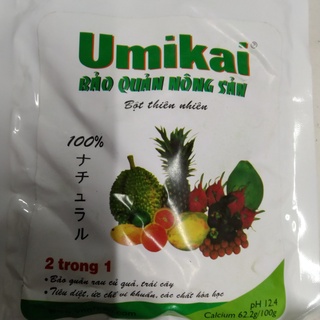 Umikai®
BẢO QUẢN NÔNG SẢN
Bột thiên nhiên
100%
ナチュラル
2 trong 1
• Bảo quản rau củ quả, trái cây
• Tiêu diệt, ức chế vi khuẩn, các chất hóa học
pH 12.4
Calcium 62.2g/100g